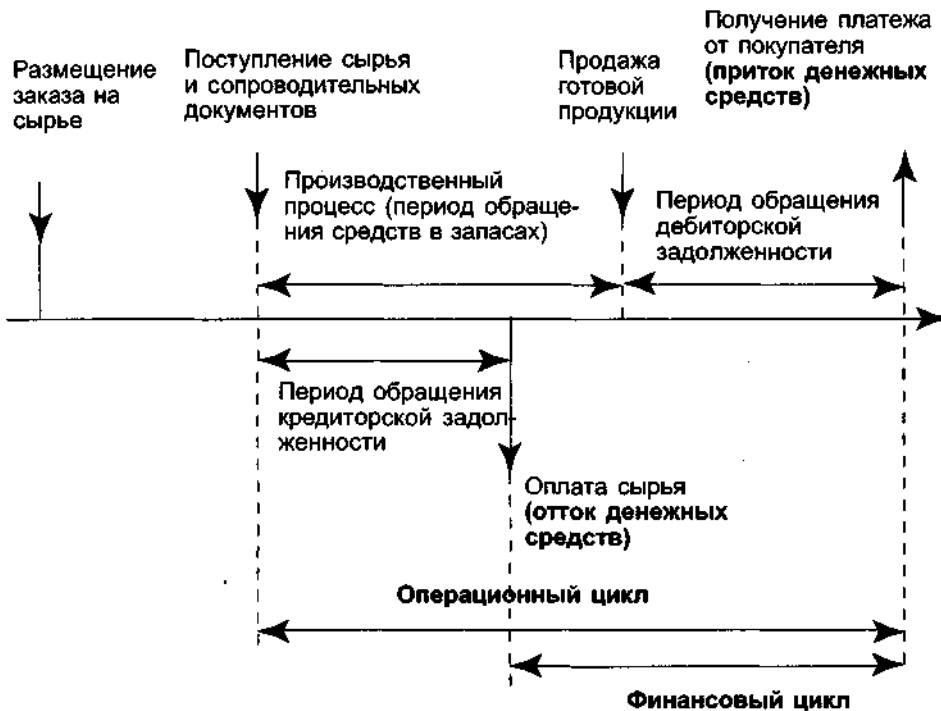 Размещение
заказа на
сырье
Поступление сырья
и сопроводительных
документов
Продажа
готовой
продукции
Получение платежа
от покупателя
(приток денежных
средств)
Производственный
процесс (период обраще-
ния средств в запасах)
Период обращения
дебиторской
задолженности
Период обращения
кредиторской задол-
женности
Оплата сырья
(отток денежных
средств)
Операционный цикл
Финансовый цикл